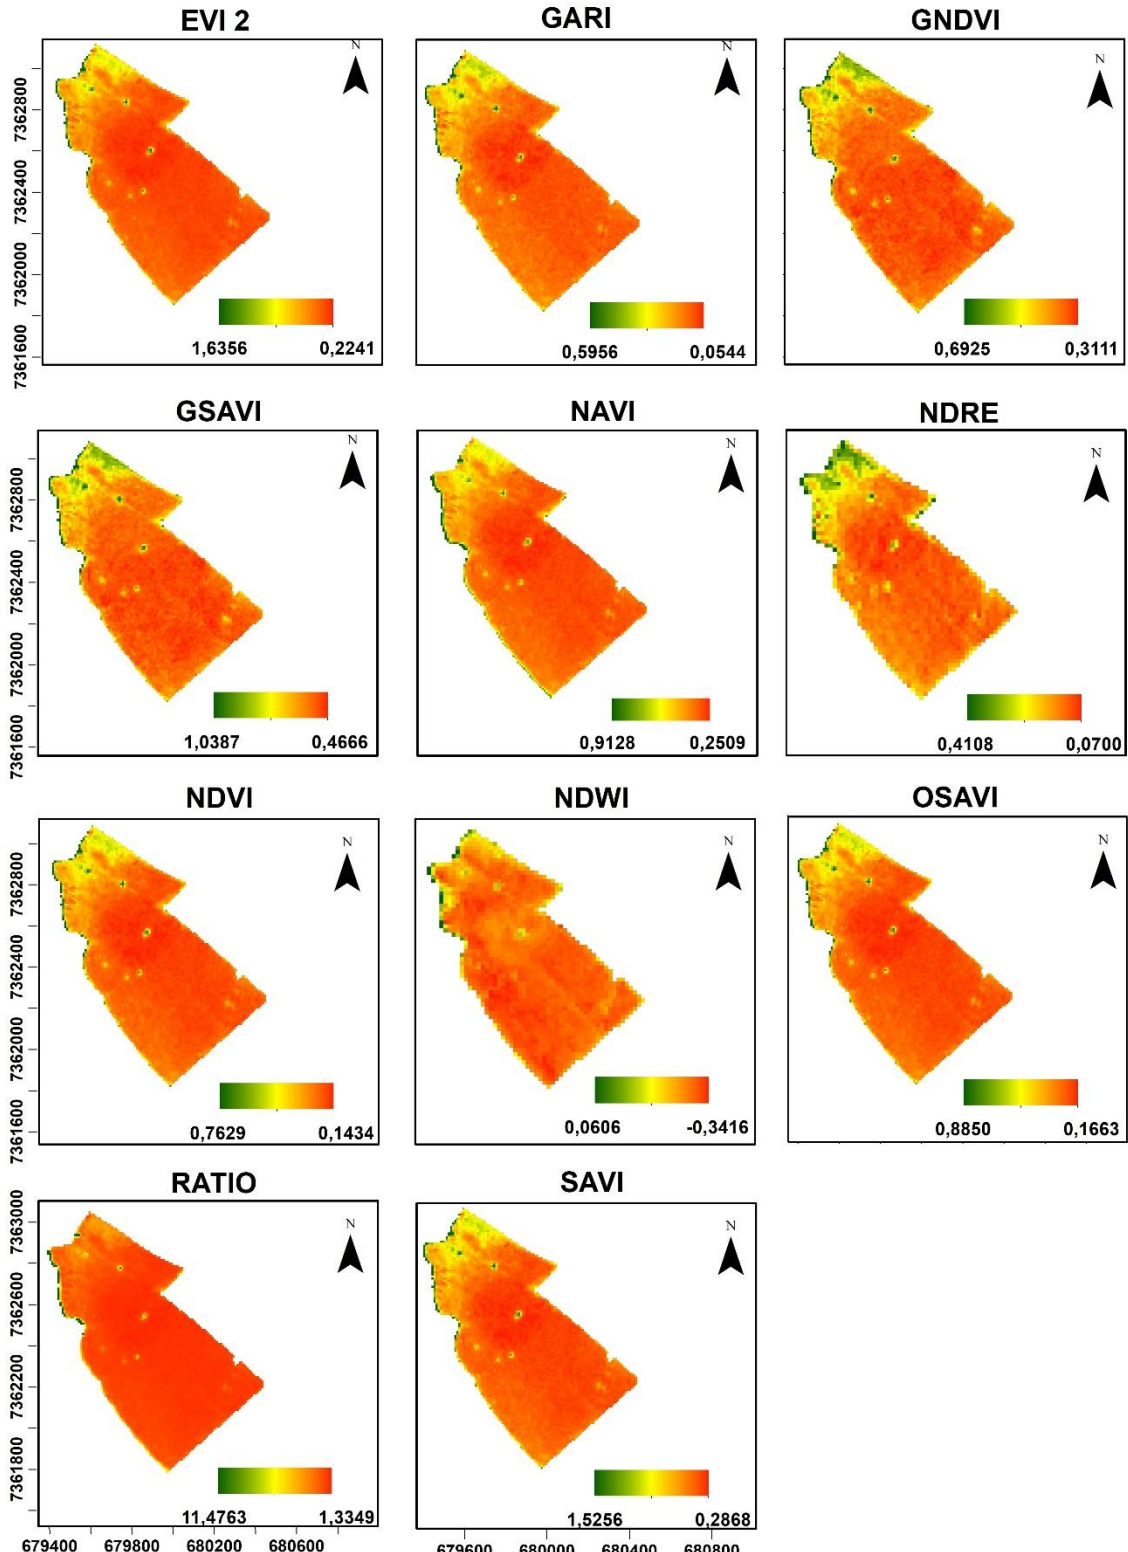 EVI 2
GARI
GNDVI
N
N
N
7362800
7362400
7362000
7361600
1,6356 0,2241
0,5956 0,0544
0,6925 0,3111
GSAVI
NAVI
NDRE
N
N
N
7362800
7362400
7362000
7361600
1,0387 0,4666
0,9128 0,2509
0,4108 0,0700
NDVI
NDWI
OSAVI
N
N
N
7362800
7362400
7362000
7361600
0,7629 0,1434
0,0606 -0,3416
0,8850 0,1663
RATIO
SAVI
N
N
7363000
7362600
7362200
7361800
11,4763 1,3349
1,5256 0,2868
679400 679800 680200 680600
679600 680000 680400 680800